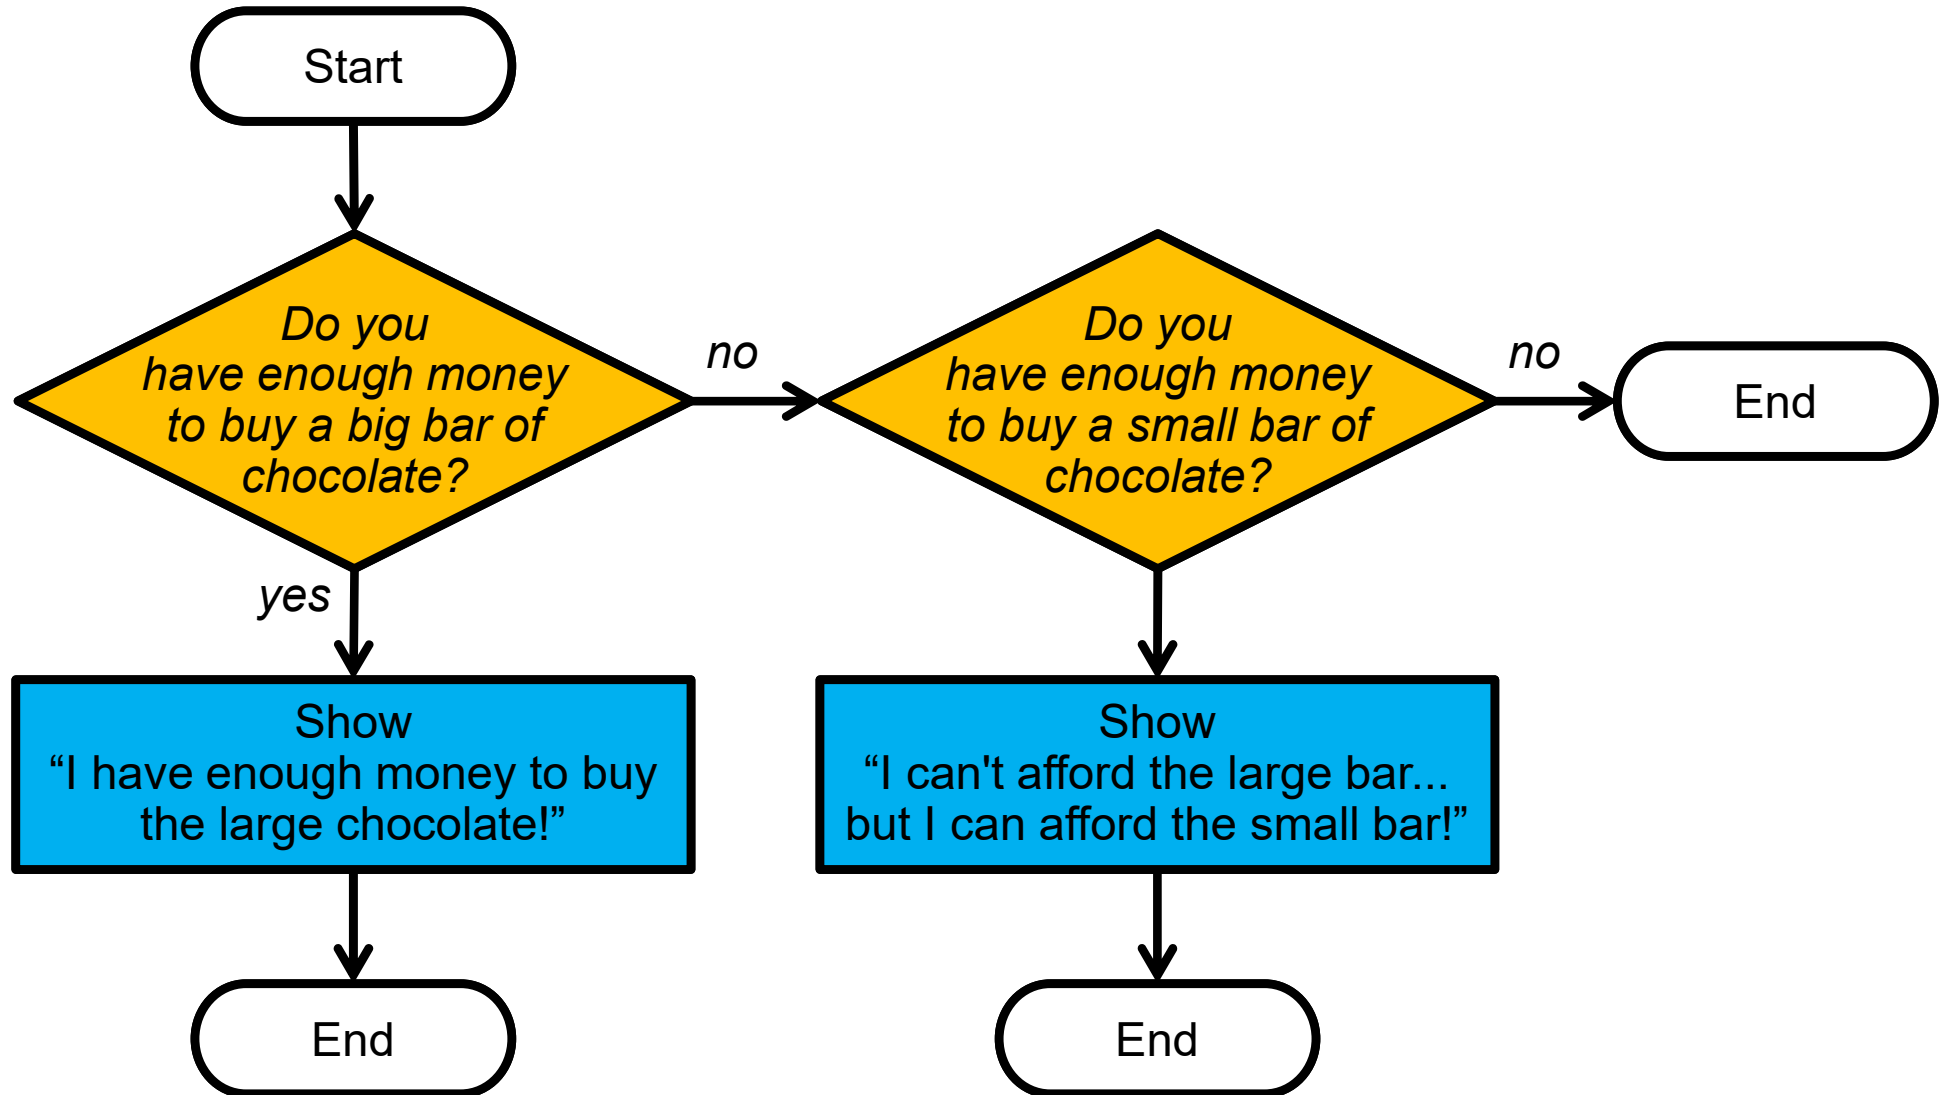 Start
Do you
have enough money
to buy a big bar of
chocolate?
no
Do you
have enough money
to buy a small bar of
chocolate?
no
End
yes
Show
“I have enough money to buy
the large chocolate!”
Show
“I can't afford the large bar...
but I can afford the small bar!”
End
End